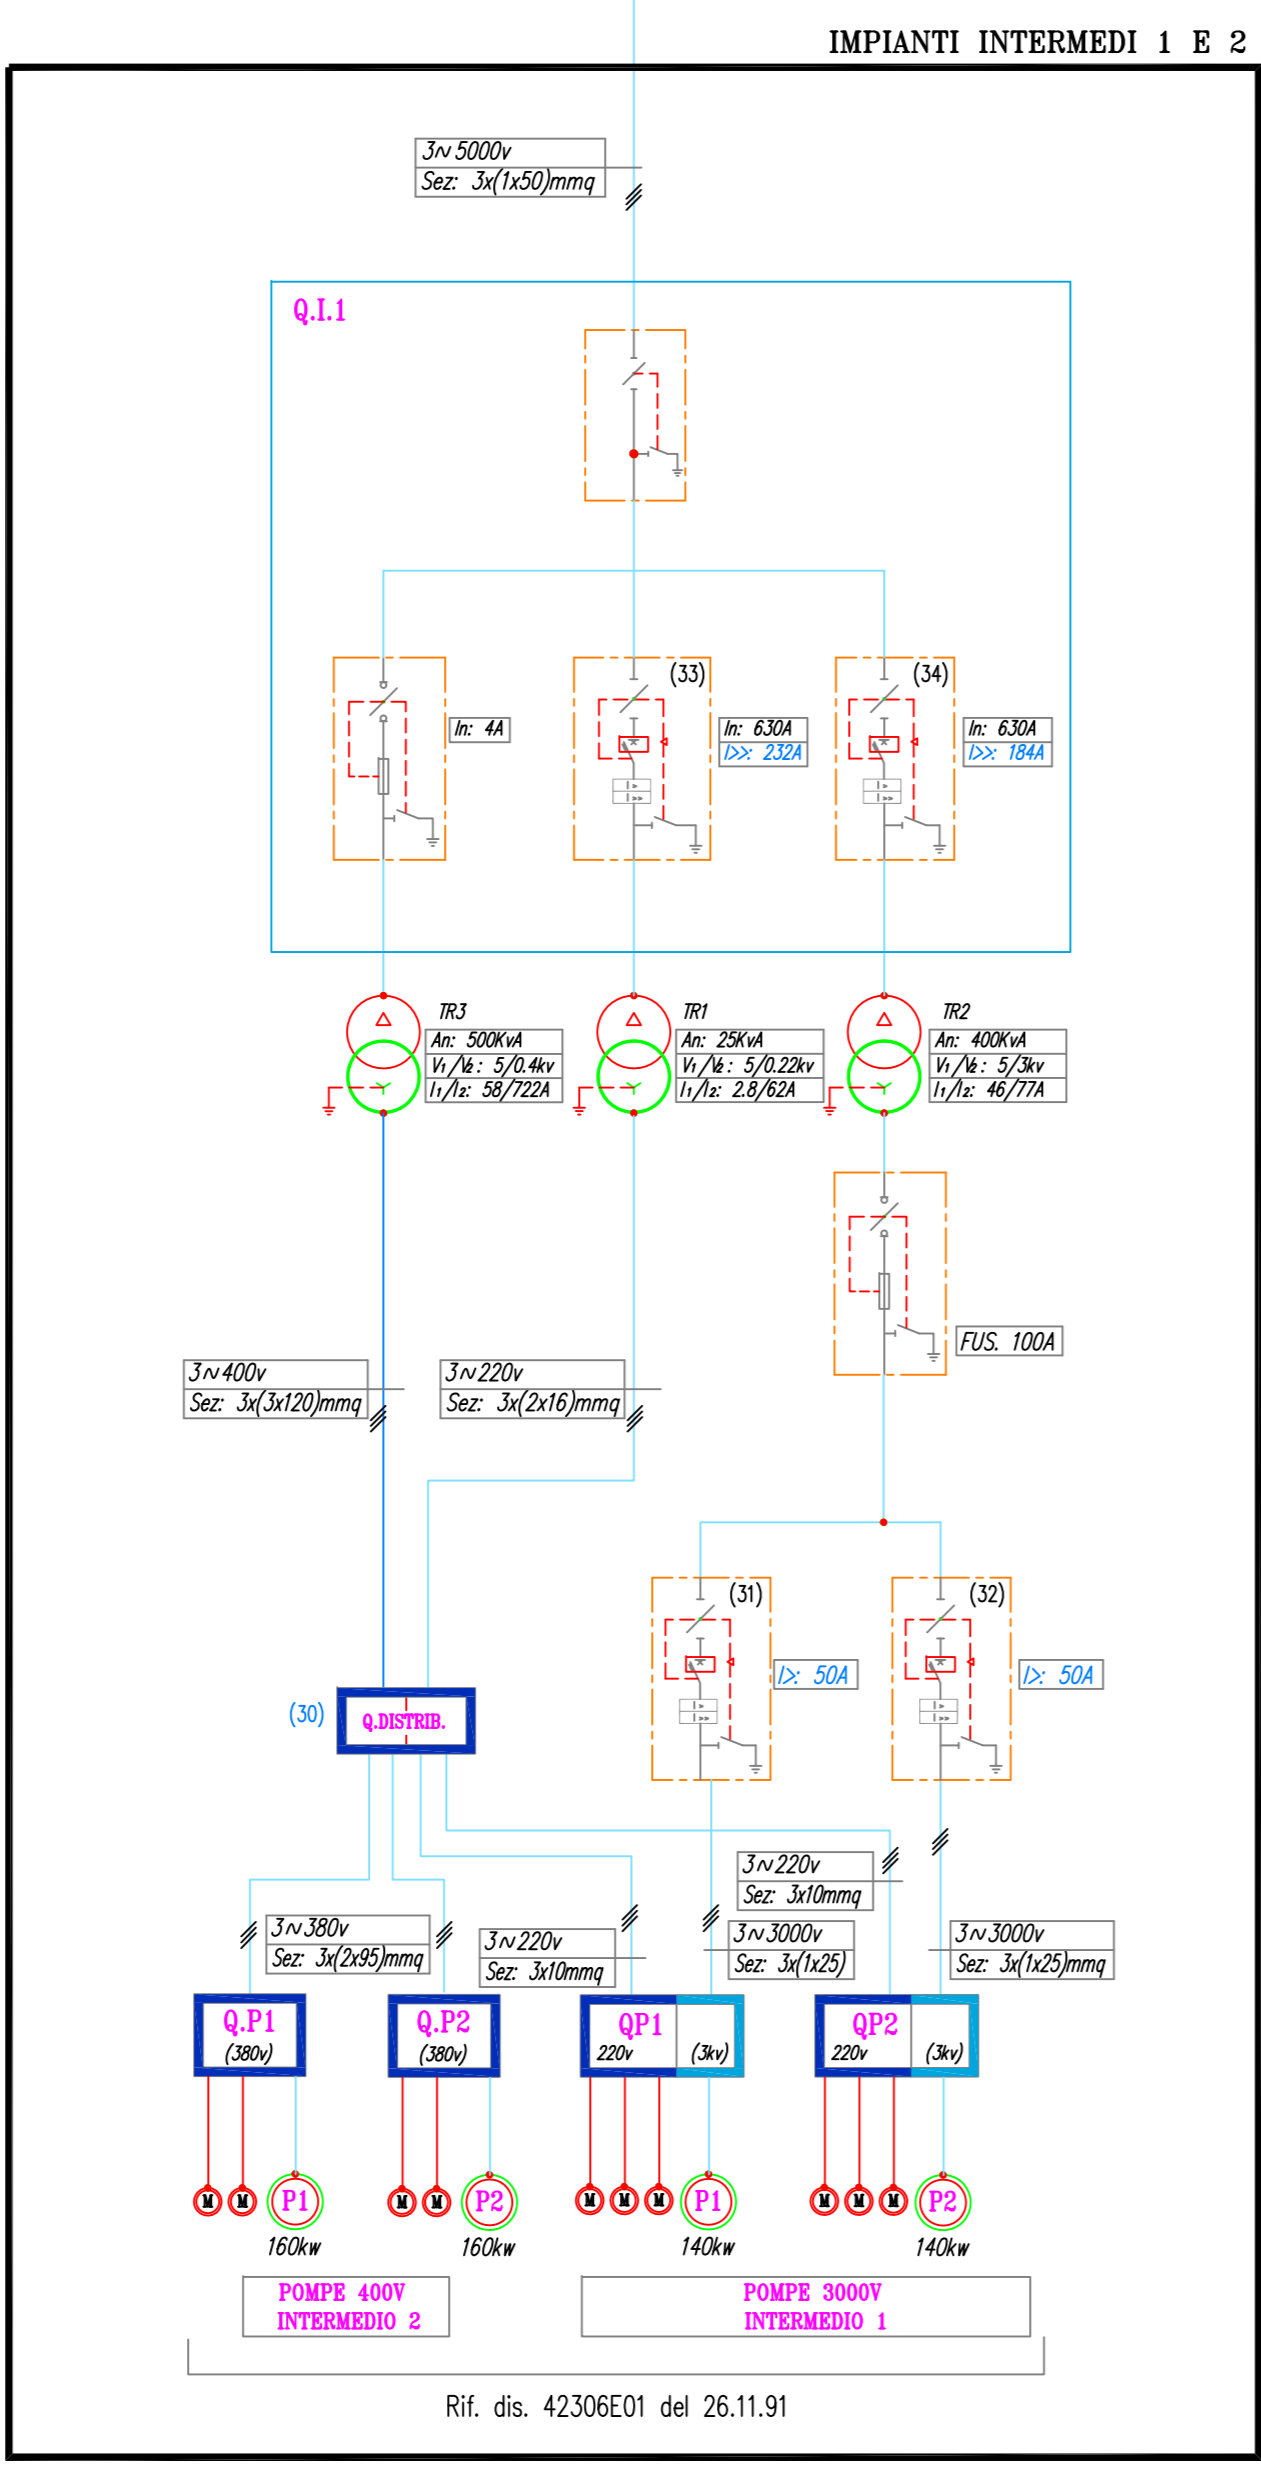 IMPIANTI INTERMEDI 1 E 2
3∿5000v
Sez: 3x(1x50)mmq
Q.I.1
(33)
(34)
In: 4A
In: 630A
I>>: 232A
In: 630A
I>>: 184A
I >
I >>
I >
I >>
TR3
An: 500KvA
V1/V2: 5/0.4kv
I1/I2: 58/722A
TR1
An: 25KvA
V1/V2: 5/0.22kv
I1/I2: 2.8/62A
TR2
An: 400KvA
V1/V2: 5/3kv
I1/I2: 46/77A
FUS. 100A
3∿400v
Sez: 3x(3x120)mmq
3∿220v
Sez: 3x(2x16)mmq
(31)
(32)
I>: 50A
I>: 50A
I >
I >>
I >
I >>
(30)
Q.DISTRIB.
3∿220v
Sez: 3x10mmq
3∿380v
Sez: 3x(2x95)mmq
3∿220v
Sez: 3x10mmq
3∿3000v
Sez: 3x(1x25)
3∿3000v
Sez: 3x(1x25)mmq
Q.P1
(380v)
Q.P2
(380v)
QP1
220v (3kv)
QP2
220v (3kv)
M M P1
M M P2
M M M P1
M M M P2
160kw
160kw
140kw
140kw
POMPE 400V
INTERMEDIO 2
POMPE 3000V
INTERMEDIO 1
Rif. dis. 42306E01 del 26.11.91